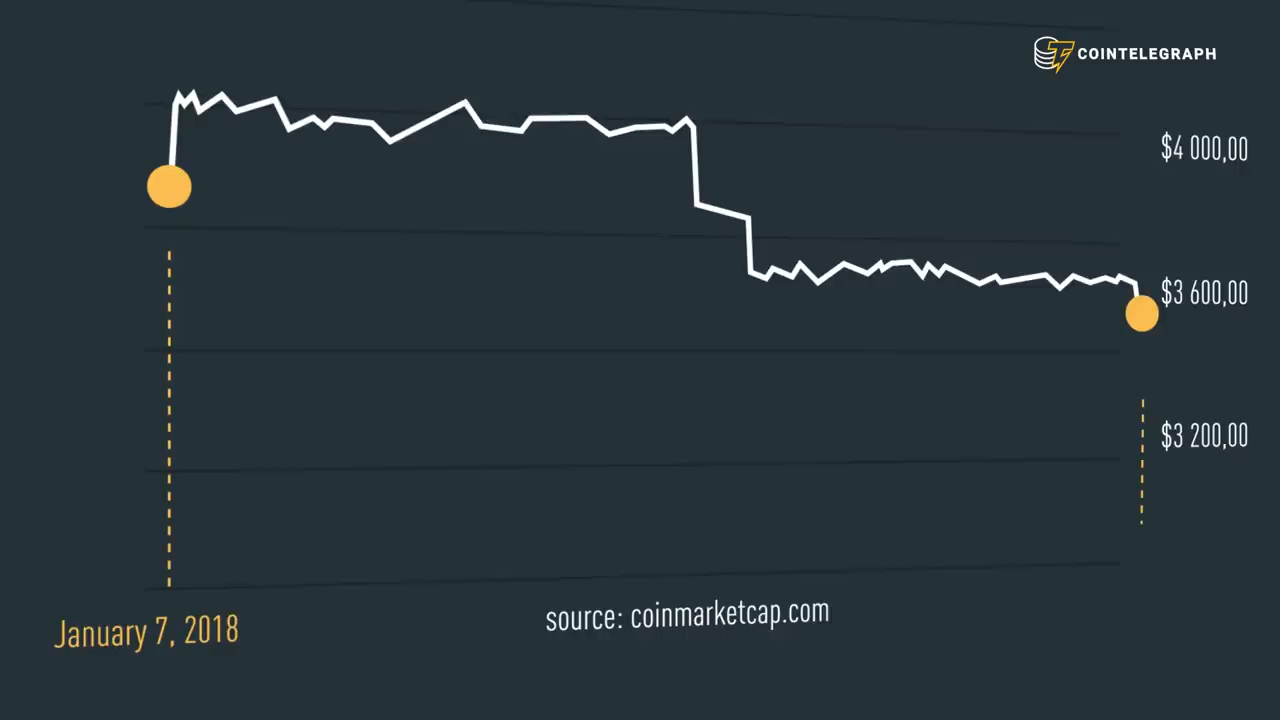 COINTELEGRAPH
$4 000,00
$3 600,00
$3 200,00
source: coinmarketcap.com
January 7, 2018